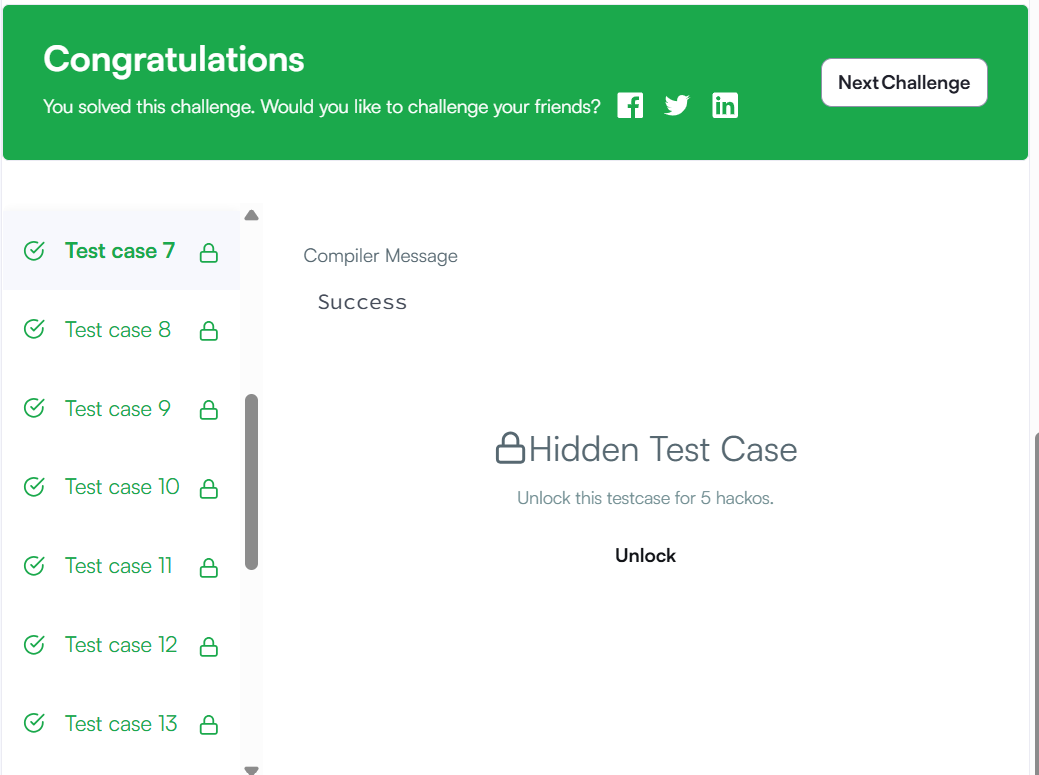 Congratulations
You solved this challenge. Would you like to challenge your friends?
Next Challenge
Test case 7
Test case 8
Test case 9
Test case 10
Test case 11
Test case 12
Test case 13
Compiler Message
Success
Hidden Test Case
Unlock this testcase for 5 hackos.
Unlock